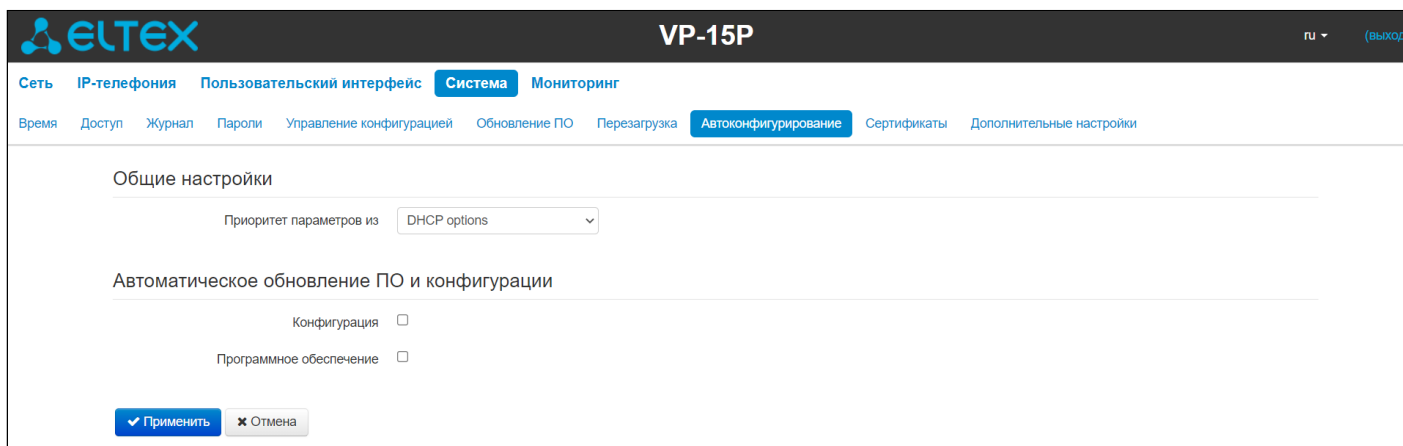 ELTEX VP-15P ru (выход
Сеть IP-телефония Пользовательский интерфейс Система Мониторинг
Время Доступ Журнал Пароли Управление конфигурацией Обновление ПО Перезагрузка Автоконфигурирование Сертификаты Дополнительные настройки
Общие настройки
Приоритет параметров из DHCP options
Автоматическое обновление ПО и конфигурации
Конфигурация
Программное обеспечение
Применить Отмена